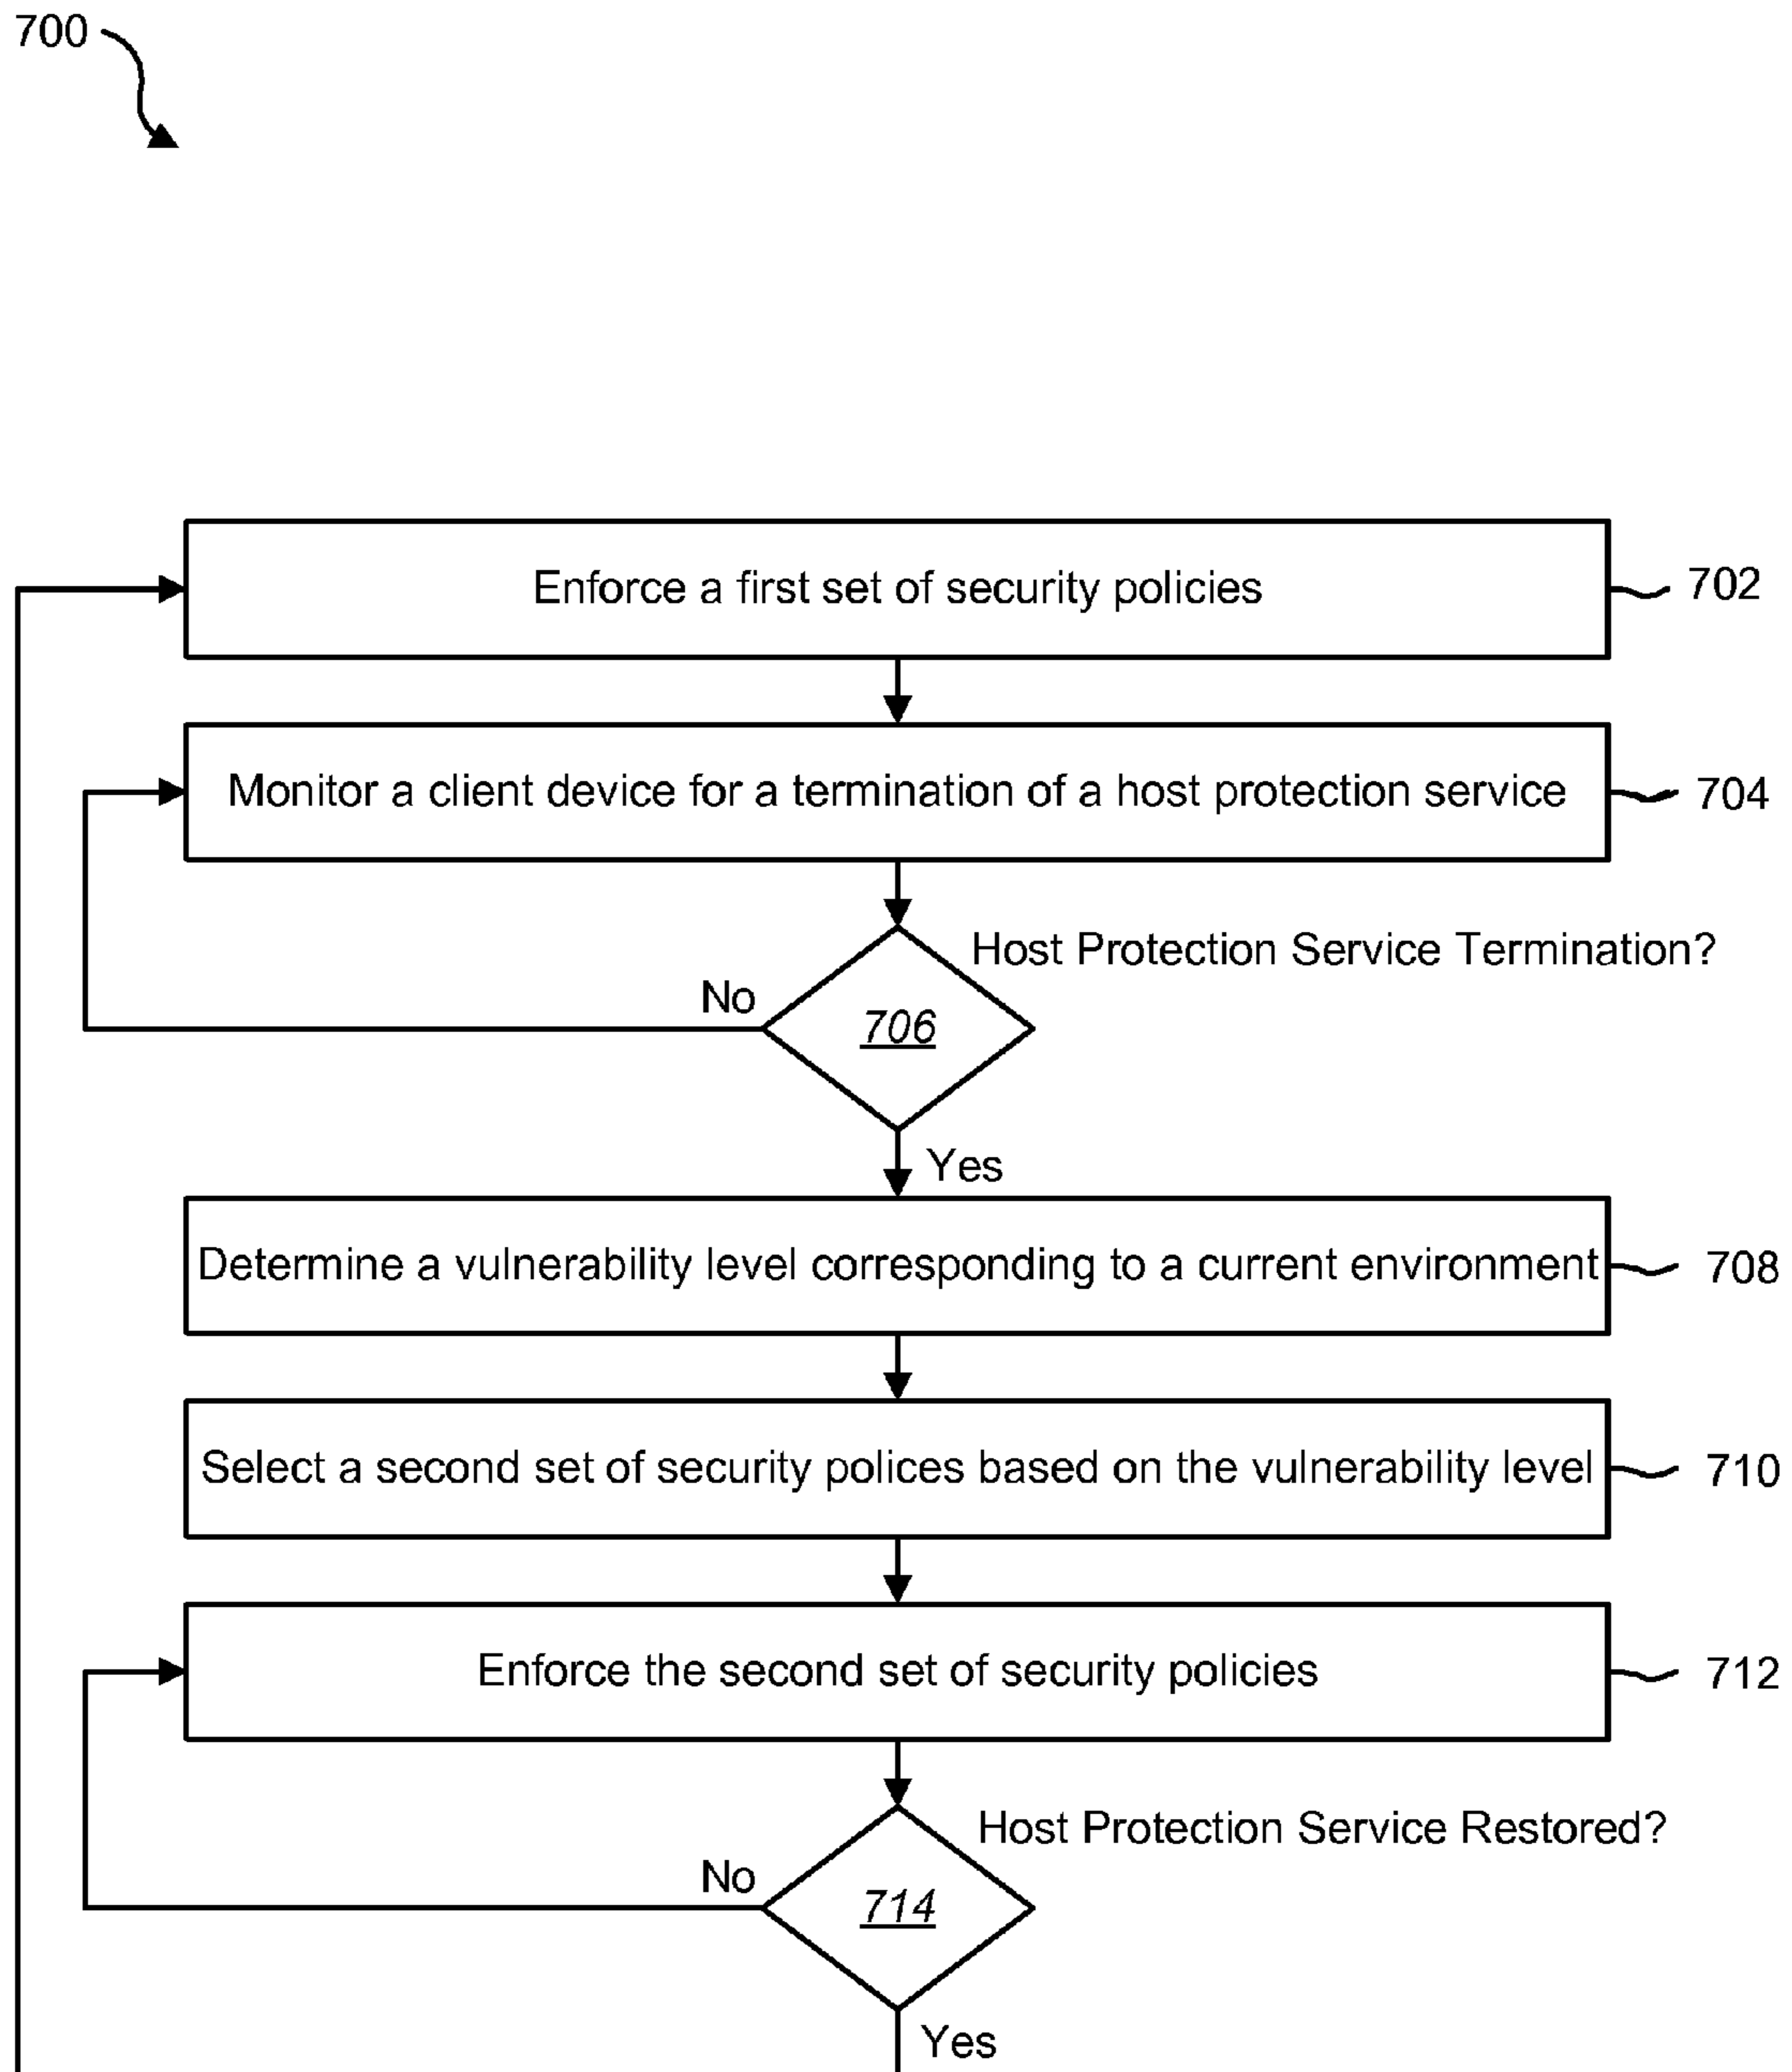 700
Enforce a first set of security policies
702
Monitor a client device for a termination of a host protection service
704
Host Protection Service Termination?
No
706
Yes
Determine a vulnerability level corresponding to a current environment
708
Select a second set of security polices based on the vulnerability level
710
Enforce the second set of security policies
712
Host Protection Service Restored?
No
714
Yes